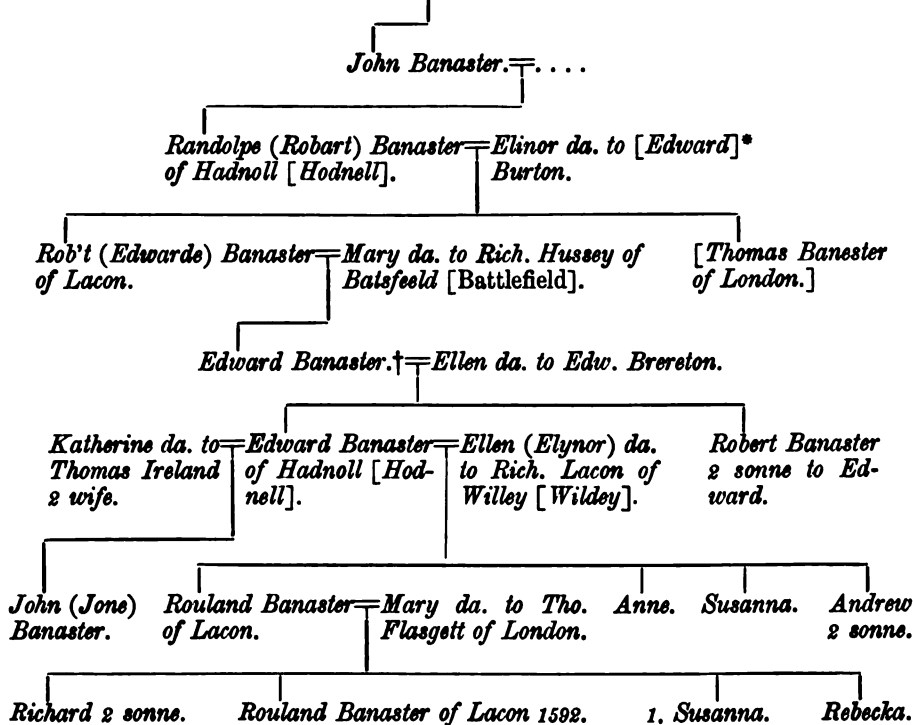 John Banaster.=. . . .
Randolpe (Robart) Banaster=Elinor da. to [Edward]*
of Hadnoll [Hodnell]. Burton.
Rob't (Edwarde) Banaster=Mary da. to Rich. Hussey of [Thomas Banester
of Lacon. Batsfeeld [Battlefield]. of London.]
Edward Banaster.†=Ellen da. to Edw. Brereton.
Katherine da. to=Edward Banaster=Ellen (Elynor) da. Robert Banaster
Thomas Ireland of Hadnoll [Hod- to Rich. Lacon of 2 sonne to Ed-
2 wife. nell]. Willey [Wildey]. ward.
John (Jone) Rouland Banaster=Mary da. to Tho. Anne. Susanna. Andrew
Banaster. of Lacon. Flasgett of London. 2 sonne.
Richard 2 sonne. Rouland Banaster of Lacon 1592. 1. Susanna. Rebecka.